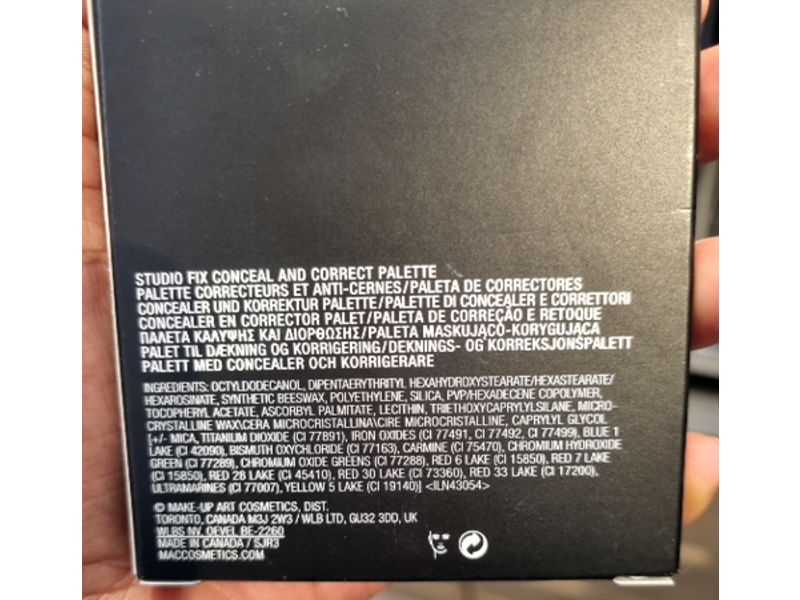 STUDIO FIX CONCEAL AND CORRECT PALETTE
PALETTE CORRECTEURS ET ANTI-CERNES/PALETA DE CORRECTORES
CONCEALER UND KORREKTUR PALETTE/PALETTE DI CONCEALER E CORRETTORI
CONCEALER EN CORRECTOR PALET/PALETA DE CORREÇÃO E RETOQUE
ΠΑΛΕΤΑ ΚΑΛΥΨΗΣ ΚΑΙ ΔΙΟΡΘΩΣΗΣ/PALETA MASKUJĄCO-KORYGUJĄCA
PALET TIL DÆKNING OG KORRIGERING/DEKNINGS- OG KORREKSJONSPALETT
PALETT MED CONCEALER OCH KORRIGERARE
INGREDIENTS: OCTYLDODECANOL, DIPENTAERYTHRITYL HEXAHYDROXYSTEARATE/HEXASTEARATE/
HEXAROSINATE, SYNTHETIC BEESWAX, POLYETHYLENE, SILICA, PVP/HEXADECENE COPOLYMER,
TOCOPHERYL ACETATE, ASCORBYL PALMITATE, LECITHIN, TRIETHOXYCAPRYLYLSILANE, MICRO-
CRYSTALLINE WAX\CERA MICROCRISTALLINA\CIRE MICROCRISTALLINE, CAPRYLYL GLYCOL
[+/- MICA, TITANIUM DIOXIDE (CI 77891), IRON OXIDES (CI 77491, CI 77492, CI 77499), BLUE 1
LAKE (CI 42090), BISMUTH OXYCHLORIDE (CI 77163), CARMINE (CI 75470), CHROMIUM HYDROXIDE
GREEN (CI 77289), CHROMIUM OXIDE GREENS (CI 77288), RED 6 LAKE (CI 15850), RED 7 LAKE
(CI 15850), RED 28 LAKE (CI 45410), RED 30 LAKE (CI 73360), RED 33 LAKE (CI 17200),
ULTRAMARINES (CI 77007), YELLOW 5 LAKE (CI 19140)] <ILN43054>
© MAKE-UP ART COSMETICS, DIST.
TORONTO, CANADA M3J 2W3 / WLB LTD, GU32 3DD, UK
WLBS NV, OEVEL BE-2260
MADE IN CANADA / SJR3
MACCOSMETICS.COM